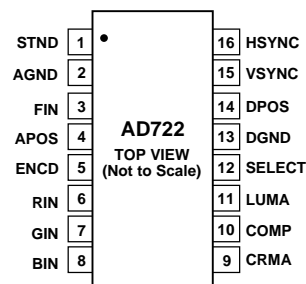 STND 1
AGND 2
FIN 3
APOS 4
ENCD 5
RIN 6
GIN 7
BIN 8
AD722
TOP VIEW
(Not to Scale)
16 HSYNC
15 VSYNC
14 DPOS
13 DGND
12 SELECT
11 LUMA
10 COMP
9 CRMA